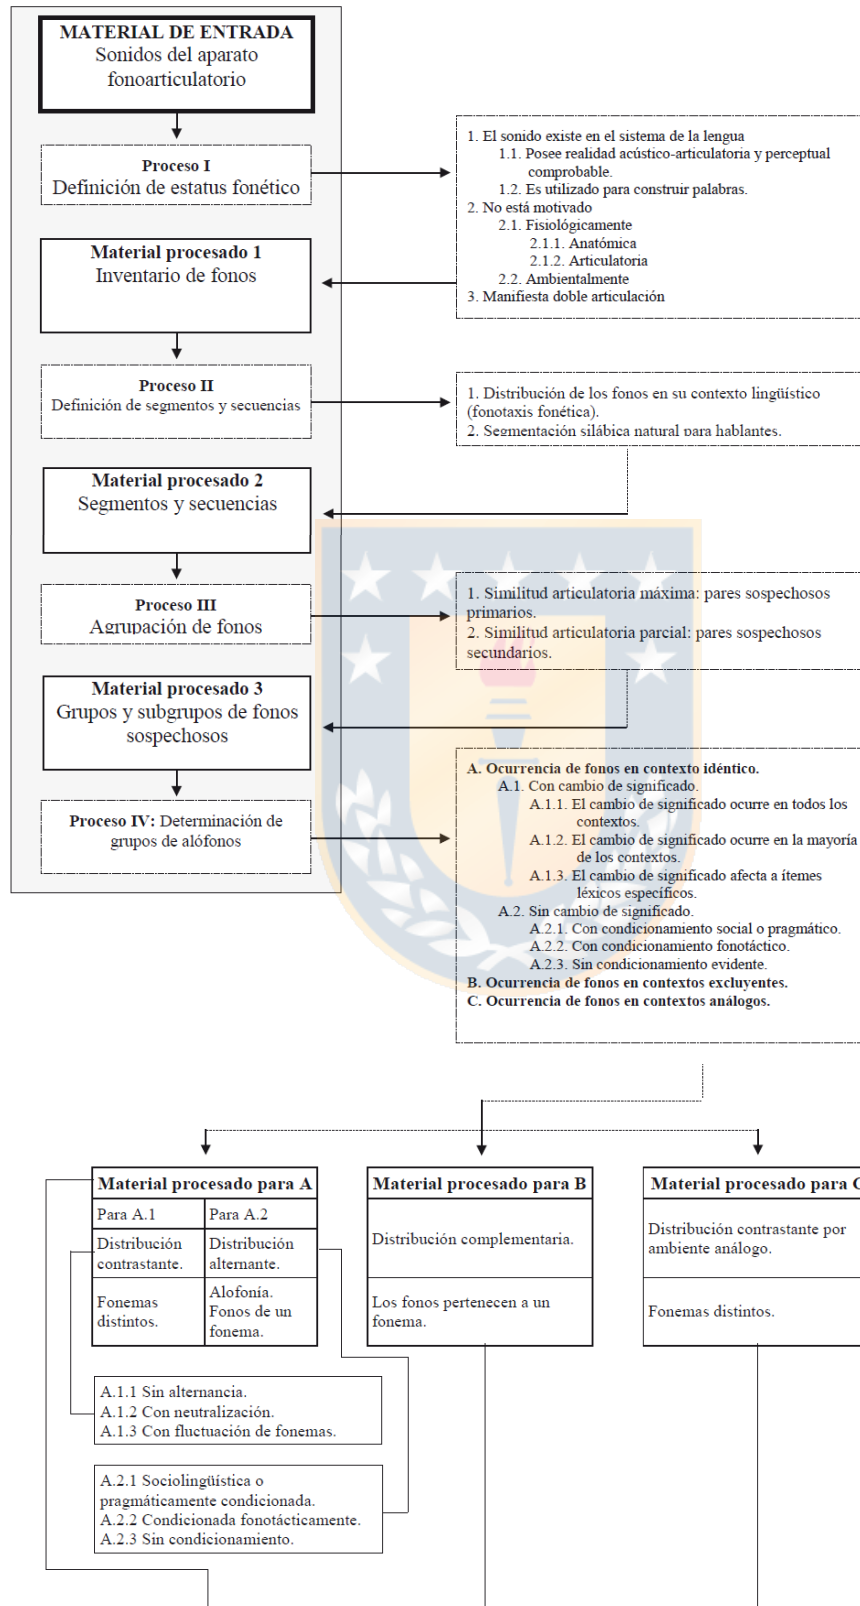 MATERIAL DE ENTRADA
Sonidos del aparato
fonoarticulatorio
Proceso I
Definición de estatus fonético
1. El sonido existe en el sistema de la lengua
1.1. Posee realidad acústico-articulatoria y perceptual
comprobable.
1.2. Es utilizado para construir palabras.
2. No está motivado
2.1. Fisiológicamente
2.1.1. Anatómica
2.1.2. Articulatoria
2.2. Ambientalmente
3. Manifiesta doble articulación
Material procesado 1
Inventario de fonos
Proceso II
Definición de segmentos y secuencias
1. Distribución de los fonos en su contexto lingüístico
(fonotaxis fonética).
2. Segmentación silábica natural para hablantes.
Material procesado 2
Segmentos y secuencias
Proceso III
Agrupación de fonos
1. Similitud articulatoria máxima: pares sospechosos
primarios.
2. Similitud articulatoria parcial: pares sospechosos
secundarios.
Material procesado 3
Grupos y subgrupos de fonos
sospechosos
Proceso IV: Determinación de
grupos de alófonos
A. Ocurrencia de fonos en contexto idéntico.
A.1. Con cambio de significado.
A.1.1. El cambio de significado ocurre en todos los
contextos.
A.1.2. El cambio de significado ocurre en la mayoría
de los contextos.
A.1.3. El cambio de significado afecta a ítemes
léxicos específicos.
A.2. Sin cambio de significado.
A.2.1. Con condicionamiento social o pragmático.
A.2.2. Con condicionamiento fonotáctico.
A.2.3. Sin condicionamiento evidente.
B. Ocurrencia de fonos en contextos excluyentes.
C. Ocurrencia de fonos en contextos análogos.
Material procesado para A
Para A.1
Para A.2
Distribución
contrastante.
Distribución
alternante.
Fonemas
distintos.
Alofonía.
Fonos de un
fonema.
Material procesado para B
Distribución complementaria.
Los fonos pertenecen a un
fonema.
Material procesado para C
Distribución contrastante por
ambiente análogo.
Fonemas distintos.
A.1.1 Sin alternancia.
A.1.2 Con neutralización.
A.1.3 Con fluctuación de fonemas.
A.2.1 Sociolingüística o
pragmáticamente condicionada.
A.2.2 Condicionada fonotácticamente.
A.2.3 Sin condicionamiento.